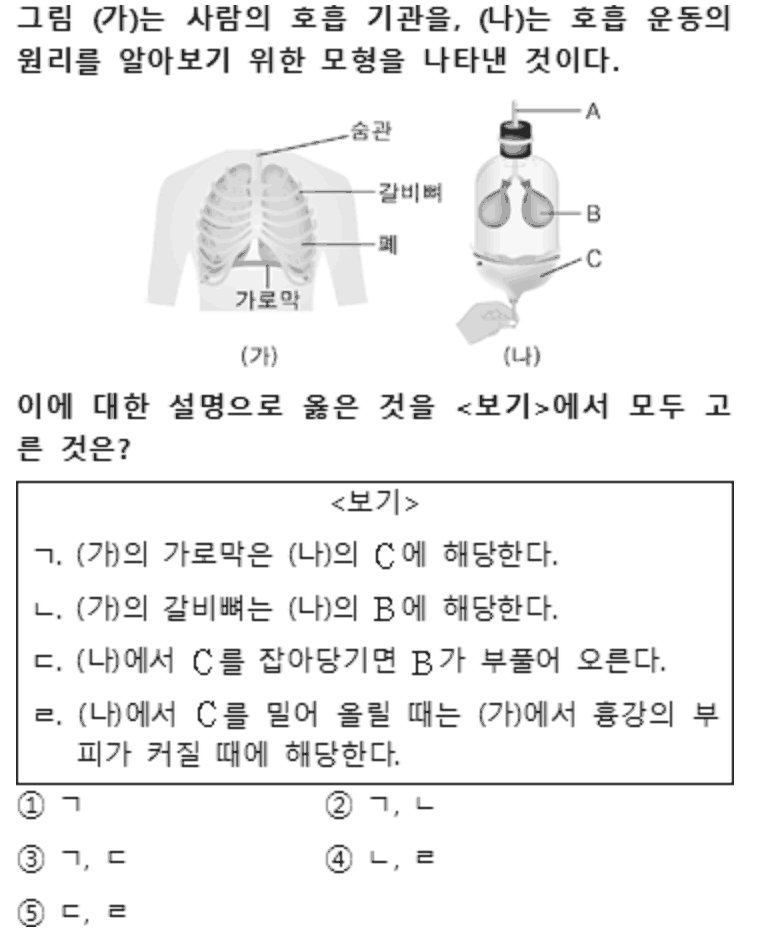 그림 (가)는 사람의 호흡 기관을, (나)는 호흡 운동의
원리를 알아보기 위한 모형을 나타낸 것이다.
숨관
갈비뼈
폐
가로막
(가)
A
B
C
(나)
이에 대한 설명으로 옳은 것을 <보기>에서 모두 고
른 것은?
<보기>
ㄱ. (가)의 가로막은 (나)의 C에 해당한다.
ㄴ. (가)의 갈비뼈는 (나)의 B에 해당한다.
ㄷ. (나)에서 C를 잡아당기면 B가 부풀어 오른다.
ㄹ. (나)에서 C를 밀어 올릴 때는 (가)에서 흉강의 부
피가 커질 때에 해당한다.
① ㄱ ② ㄱ, ㄴ
③ ㄱ, ㄷ ④ ㄴ, ㄹ
⑤ ㄷ, ㄹ